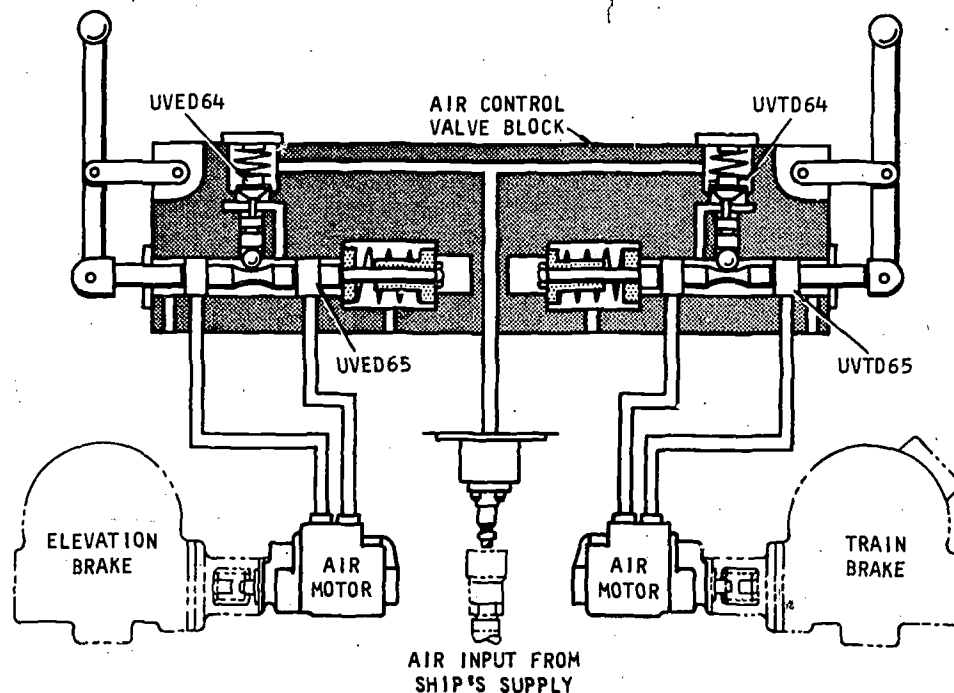 UVED64
AIR CONTROL
VALVE BLOCK
UVTD64
UVED65
UVTD65
ELEVATION
BRAKE
AIR
MOTOR
AIR
MOTOR
TRAIN
BRAKE
AIR INPUT FROM
SHIP'S SUPPLY